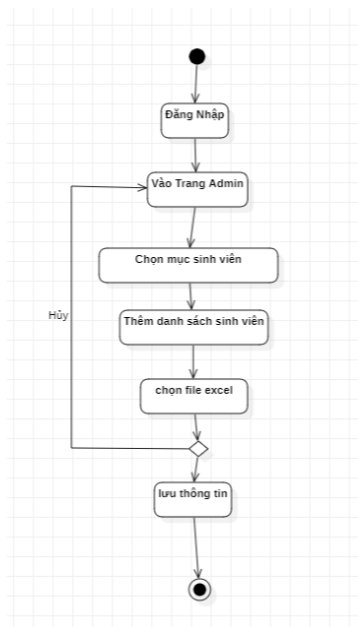 Đăng Nhập
Vào Trang Admin
Chọn mục sinh viên
Hủy
Thêm danh sách sinh viên
chọn file excel
lưu thông tin